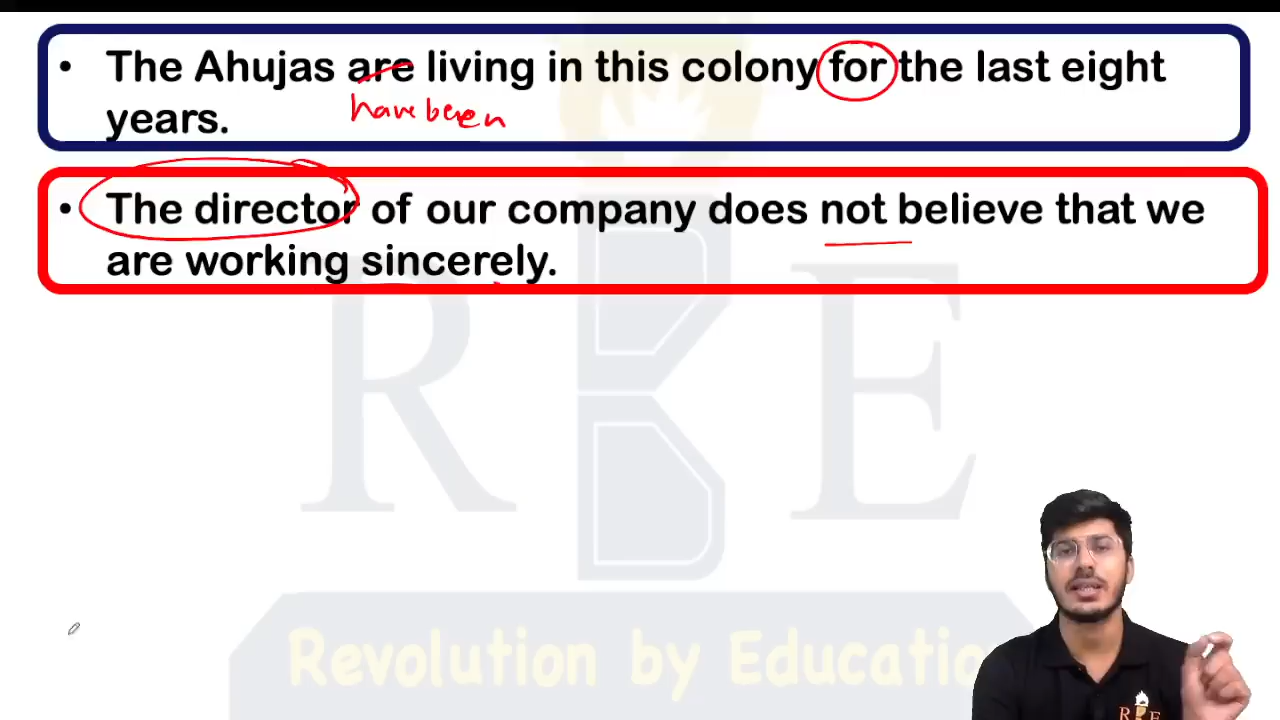 • The Ahujas are living in this colony for the last eight
have been
years.
• The director of our company does not believe that we
are working sincerely.
R B E
Revolution by Educatio
RBE